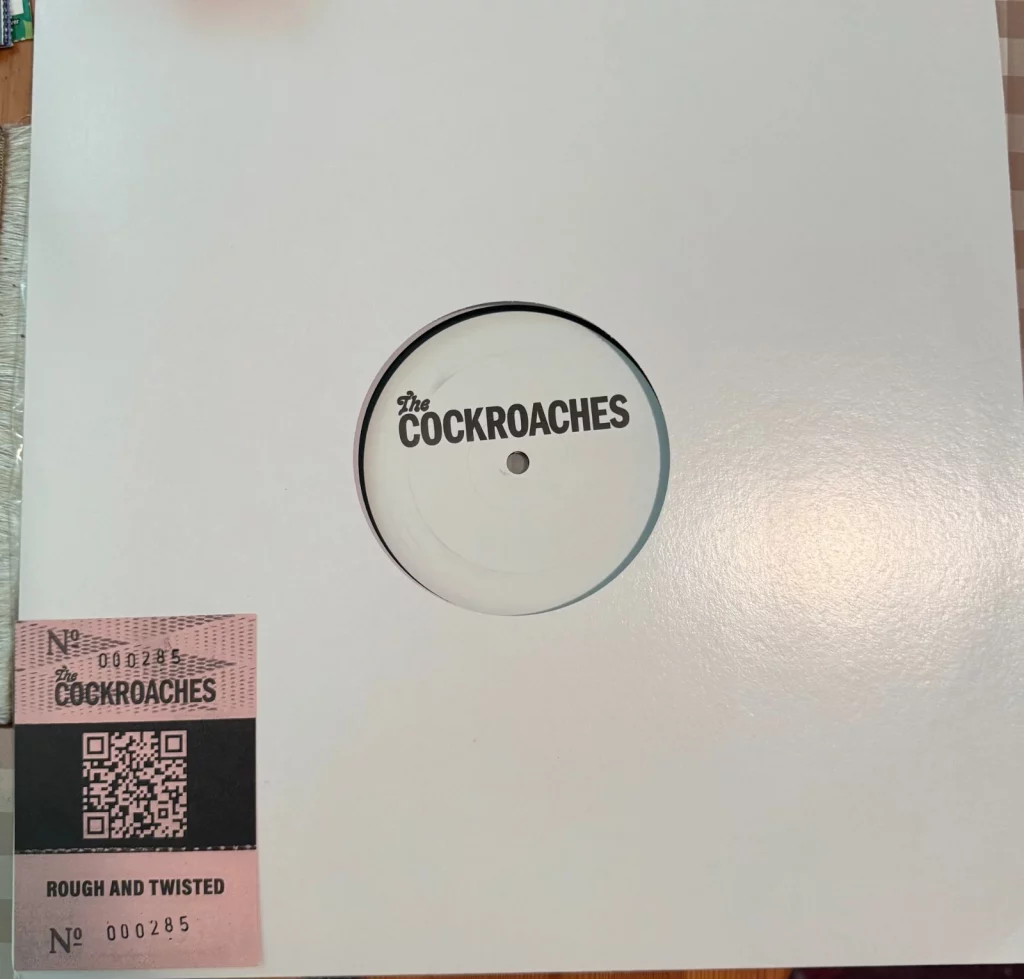 The
COCKROACHES
Nº
000285
The
COCKROACHES
ROUGH AND TWISTED
Nº 000285